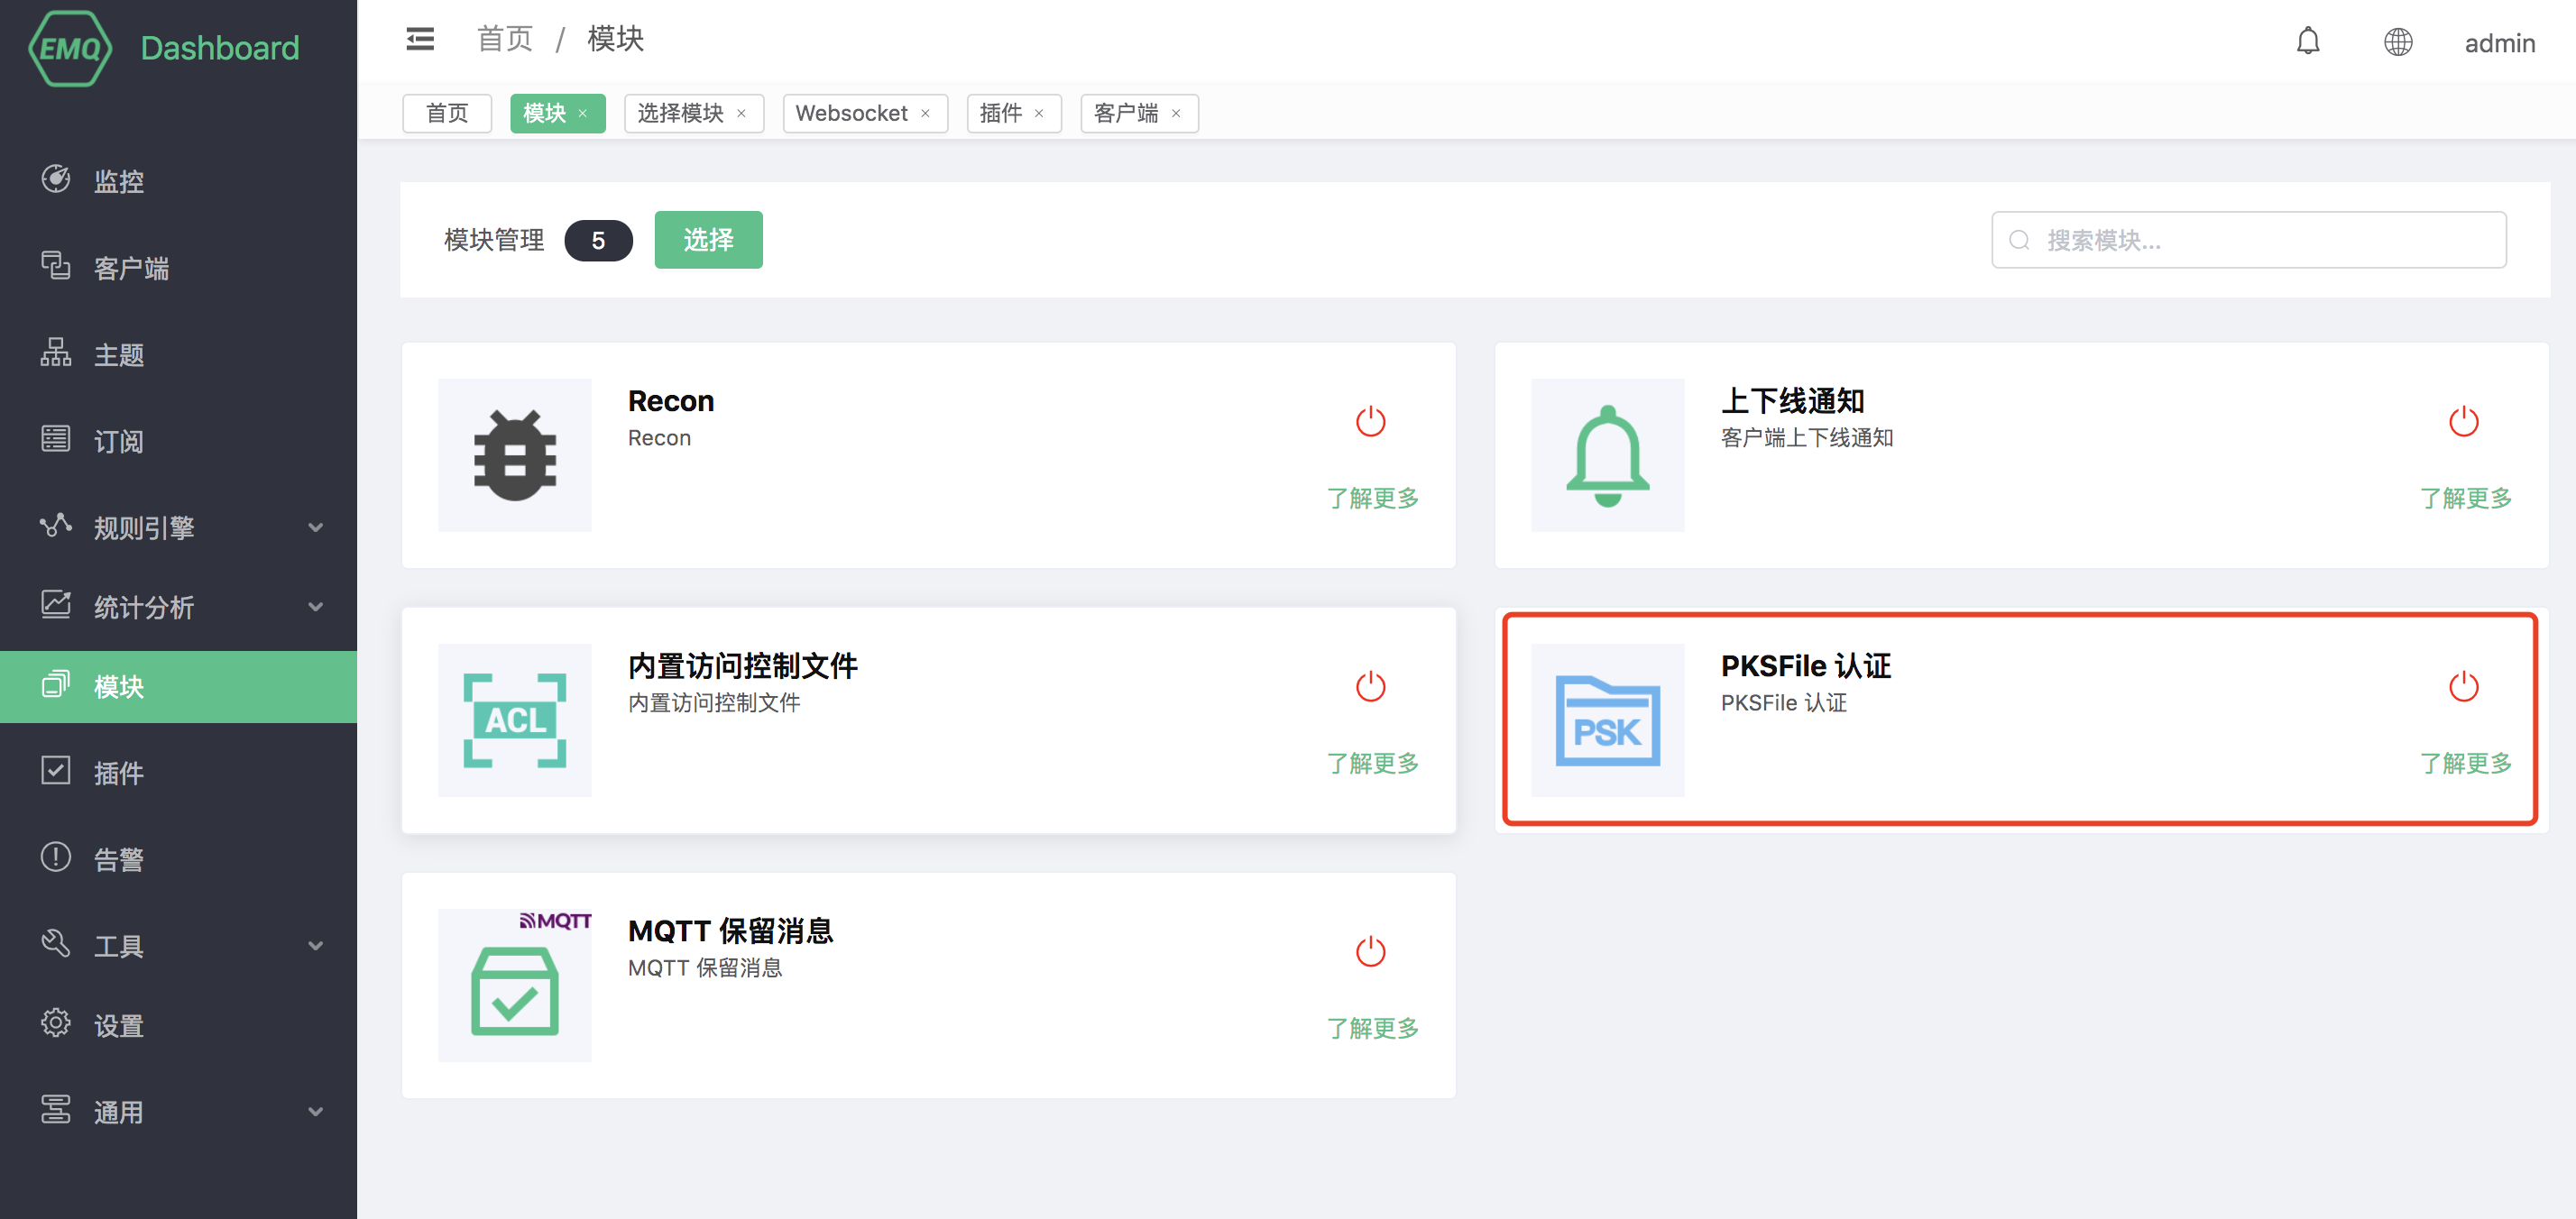 EMQ Dashboard
首页 / 模块
admin
首页 模块 × 选择模块 × Websocket × 插件 × 客户端 ×
监控
客户端
主题
订阅
规则引擎
统计分析
模块
插件
告警
工具
设置
通用
模块管理 5 选择
搜索模块...
Recon
Recon
了解更多
上下线通知
客户端上下线通知
了解更多
ACL
内置访问控制文件
内置访问控制文件
了解更多
PSK
PKSFile 认证
PKSFile 认证
了解更多
MQTT
MQTT 保留消息
MQTT 保留消息
了解更多